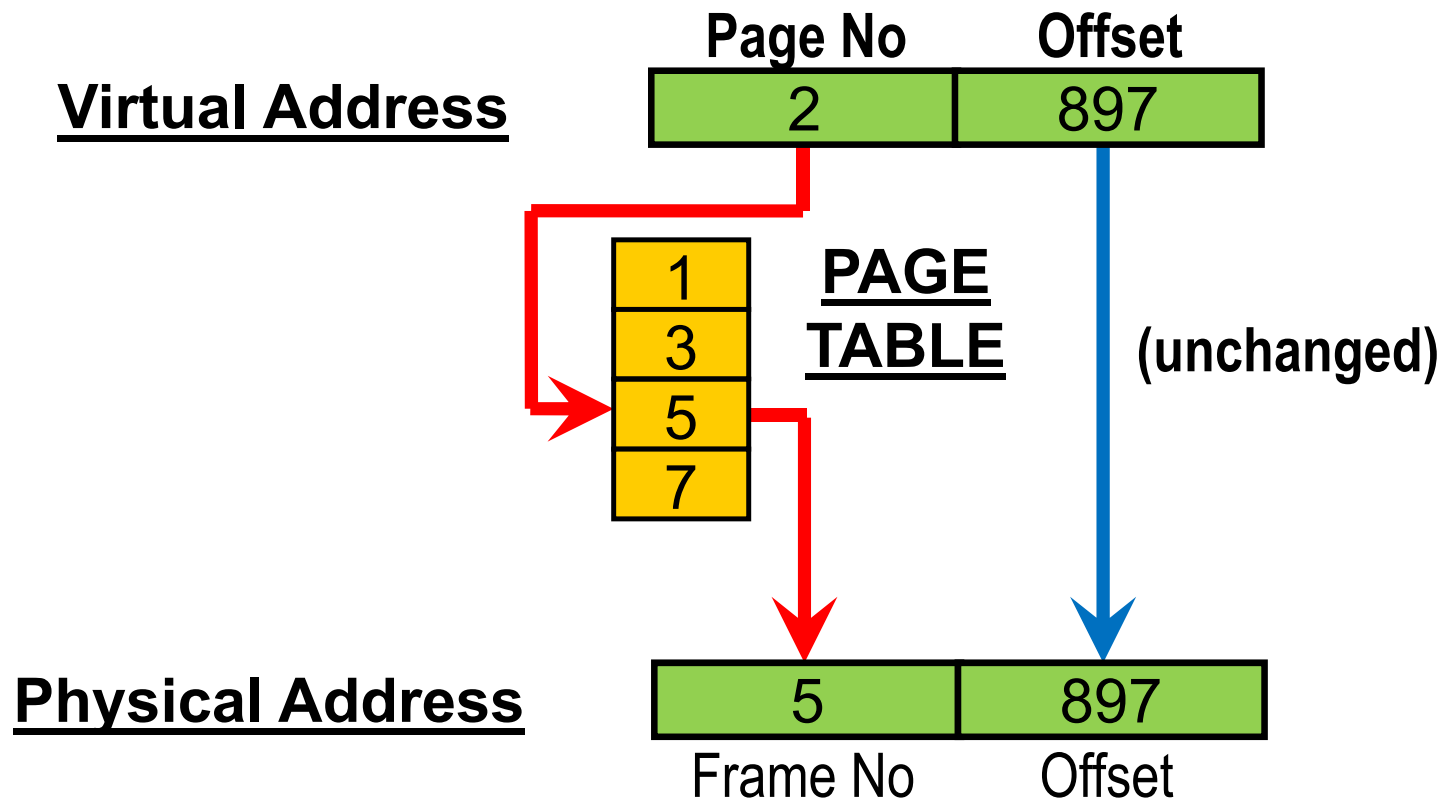 Page No Offset
Virtual Address 2 897
1
3
5
7
PAGE
TABLE
(unchanged)
Physical Address 5 897
Frame No Offset